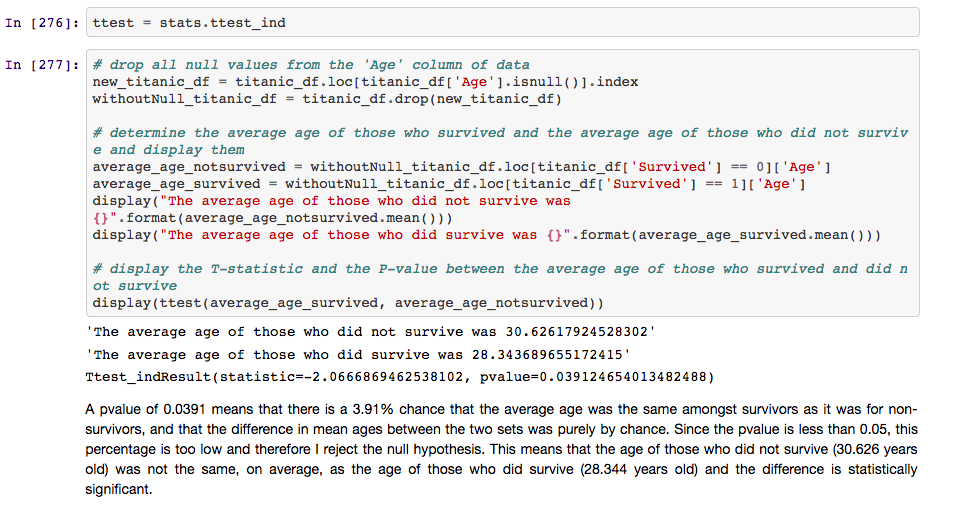 In [276]: ttest = stats.ttest_ind
In [277]: # drop all null values from the 'Age' column of data
new_titanic_df = titanic_df.loc[titanic_df['Age'].isnull()].index
withoutNull_titanic_df = titanic_df.drop(new_titanic_df)
# determine the average age of those who survived and the average age of those who did not surviv
e and display them
average_age_notsurvived = withoutNull_titanic_df.loc[titanic_df['Survived'] == 0]['Age']
average_age_survived = withoutNull_titanic_df.loc[titanic_df['Survived'] == 1]['Age']
display("The average age of those who did not survive was
{}".format(average_age_notsurvived.mean()))
display("The average age of those who did survive was {}".format(average_age_survived.mean()))
# display the T-statistic and the P-value between the average age of those who survived and did n
ot survive
display(ttest(average_age_survived, average_age_notsurvived))
'The average age of those who did not survive was 30.62617924528302'
'The average age of those who did survive was 28.343689655172415'
Ttest_indResult(statistic=-2.0666869462538102, pvalue=0.039124654013482488)
A pvalue of 0.0391 means that there is a 3.91% chance that the average age was the same amongst survivors as it was for non-
survivors, and that the difference in mean ages between the two sets was purely by chance. Since the pvalue is less than 0.05, this
percentage is too low and therefore I reject the null hypothesis. This means that the age of those who did not survive (30.626 years
old) was not the same, on average, as the age of those who did survive (28.344 years old) and the difference is statistically
significant.